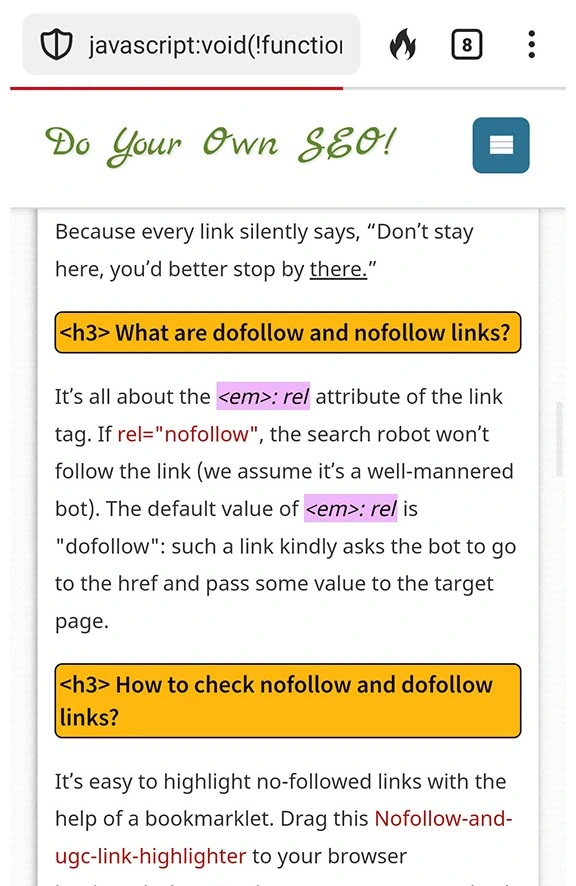 javascript:void(!function
8
Do Your Own SEO!
Because every link silently says, “Don’t stay
here, you’d better stop by there.”
<h3> What are dofollow and nofollow links?
It’s all about the <em>: rel attribute of the link
tag. If rel="nofollow", the search robot won’t
follow the link (we assume it’s a well-mannered
bot). The default value of <em>: rel is
"dofollow": such a link kindly asks the bot to go
to the href and pass some value to the target
page.
<h3> How to check nofollow and dofollow
links?
It’s easy to highlight no-followed links with the
help of a bookmarklet. Drag this Nofollow-and-
ugc-link-highlighter to your browser